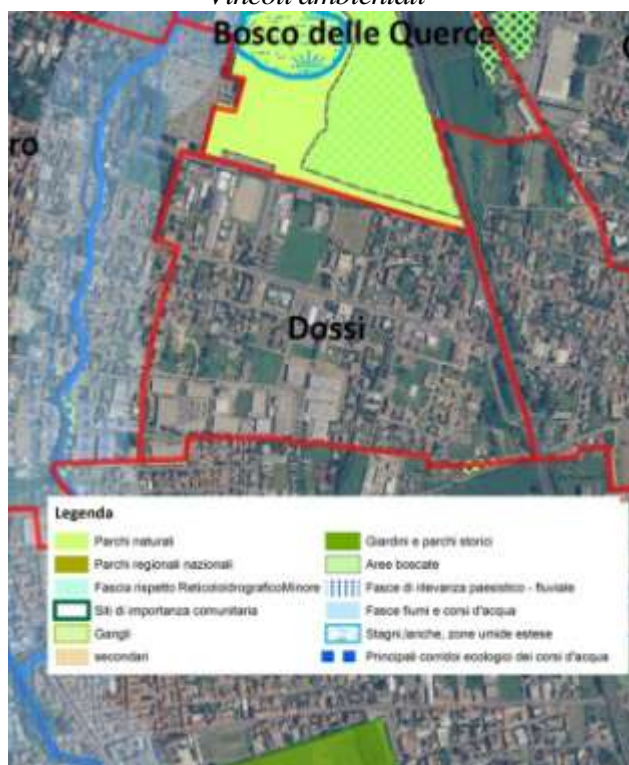 Vincoli ambientali
Bosco delle Querce
ro
Dossi
Legenda
Parchi naturali
Parchi regionali nazionali
Fascia rispetto ReticoloIdrograficoMinore
Siti di importanza comunitaria
Gangli
secondari
Giardini e parchi storici
Aree boscate
Fasce di rilevanza paesistico - fluviale
Fasce fiumi e corsi d'acqua
Stagni,lanche, zone umide estese
Principali corridoi ecologici dei corsi d'acqua